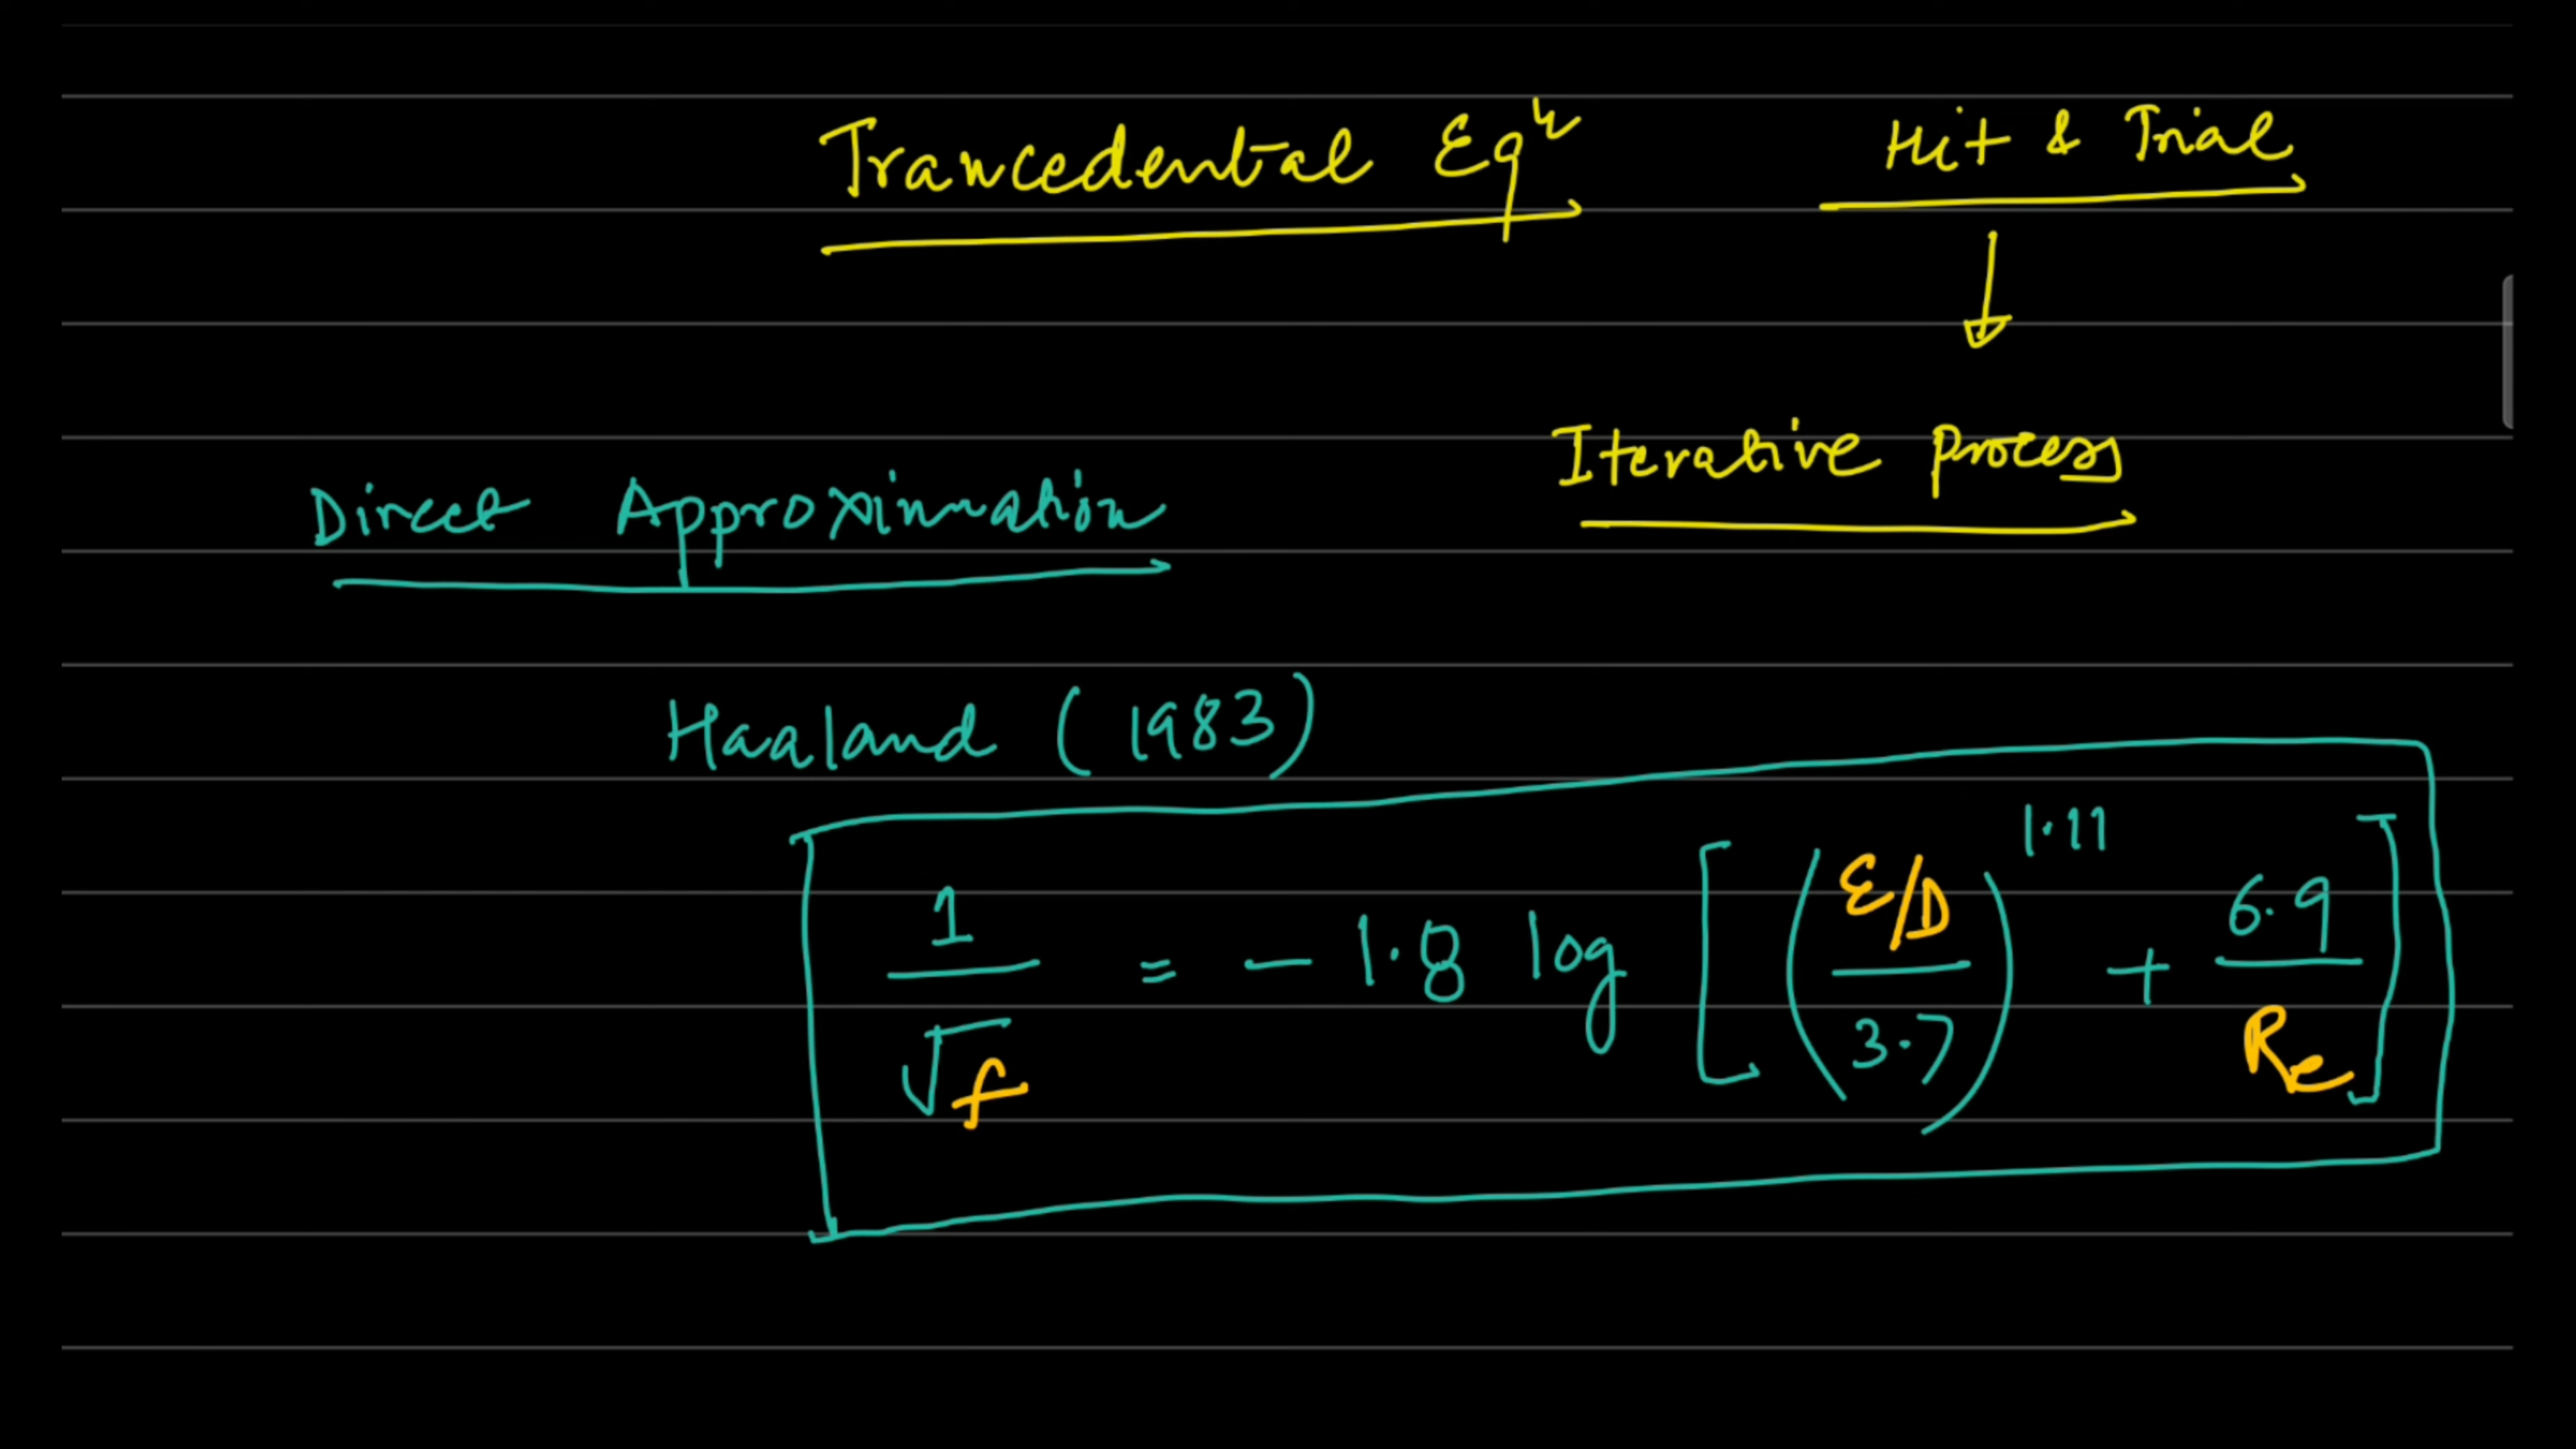 Trancedental Eqn
Hit & Trial
Iterative process
Direct Approximation
Haaland (1983)
1/√f = - 1.8 log [ ( (ε/D)/3.7 )^1.11 + 6.9/Re ]